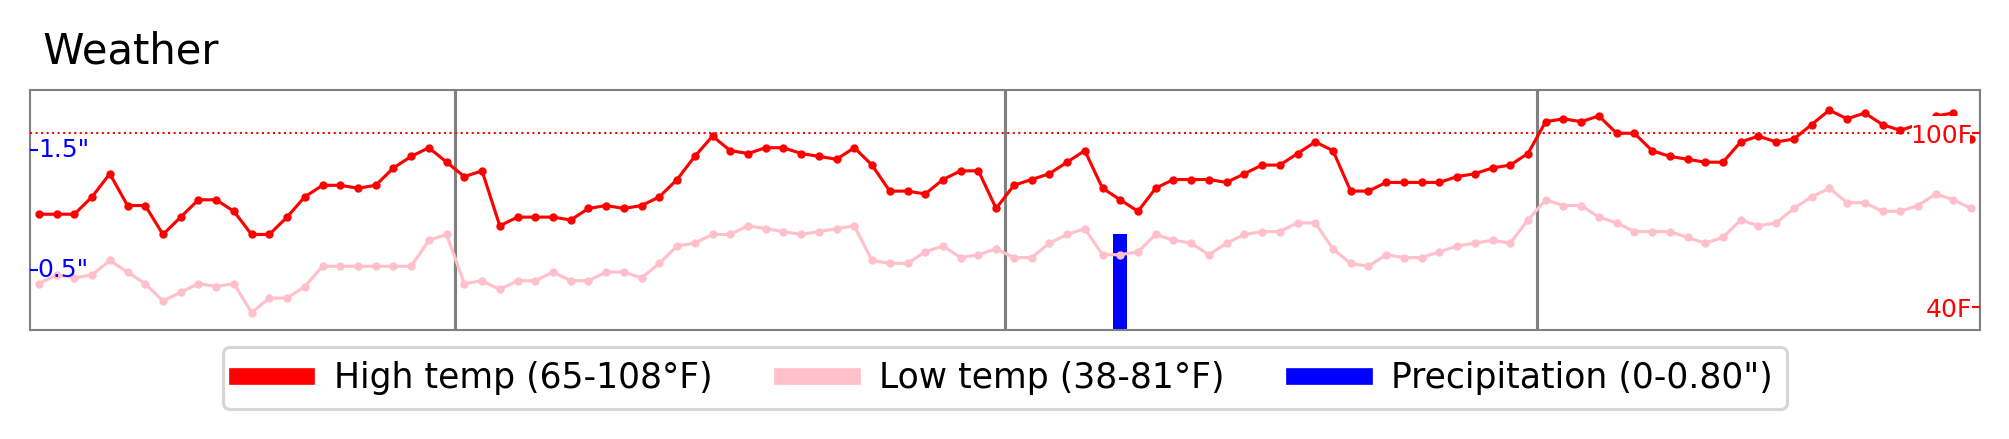 Weather
1.5"
100F
0.5"
40F
High temp (65-108°F) Low temp (38-81°F) Precipitation (0-0.80")